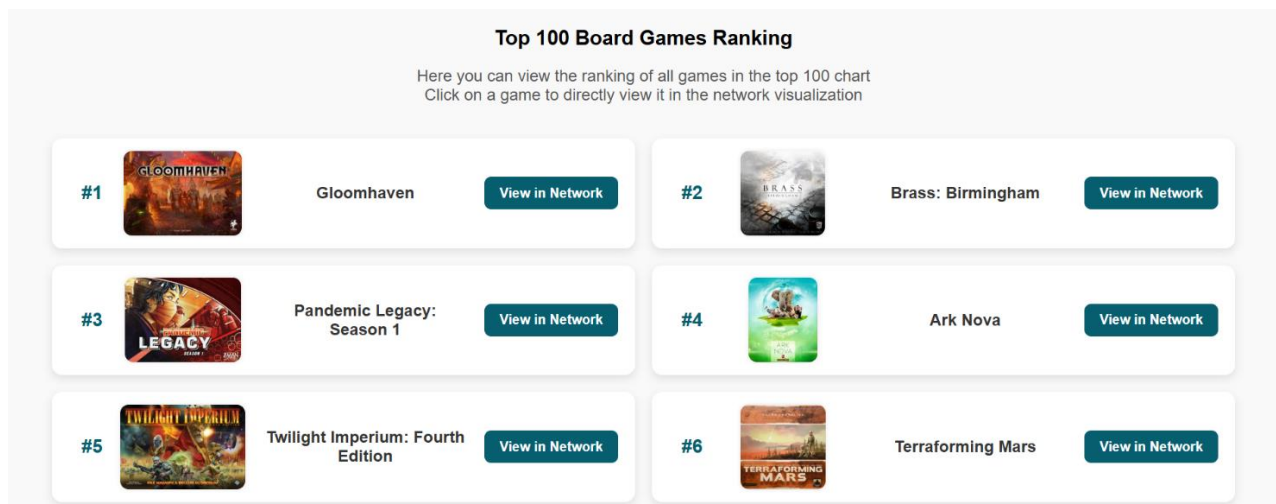 Top 100 Board Games Ranking
Here you can view the ranking of all games in the top 100 chart
Click on a game to directly view it in the network visualization
#1
GLOOMHAVEN
Gloomhaven
View in Network
#2
BRASS
Brass: Birmingham
View in Network
#3
LEGACY
SEASON 1
Pandemic Legacy:
Season 1
View in Network
#4
ARK
NOVA
Ark Nova
View in Network
#5
TWILIGHT IMPERIUM
Twilight Imperium: Fourth
Edition
View in Network
#6
TERRAFORMING
MARS
Terraforming Mars
View in Network